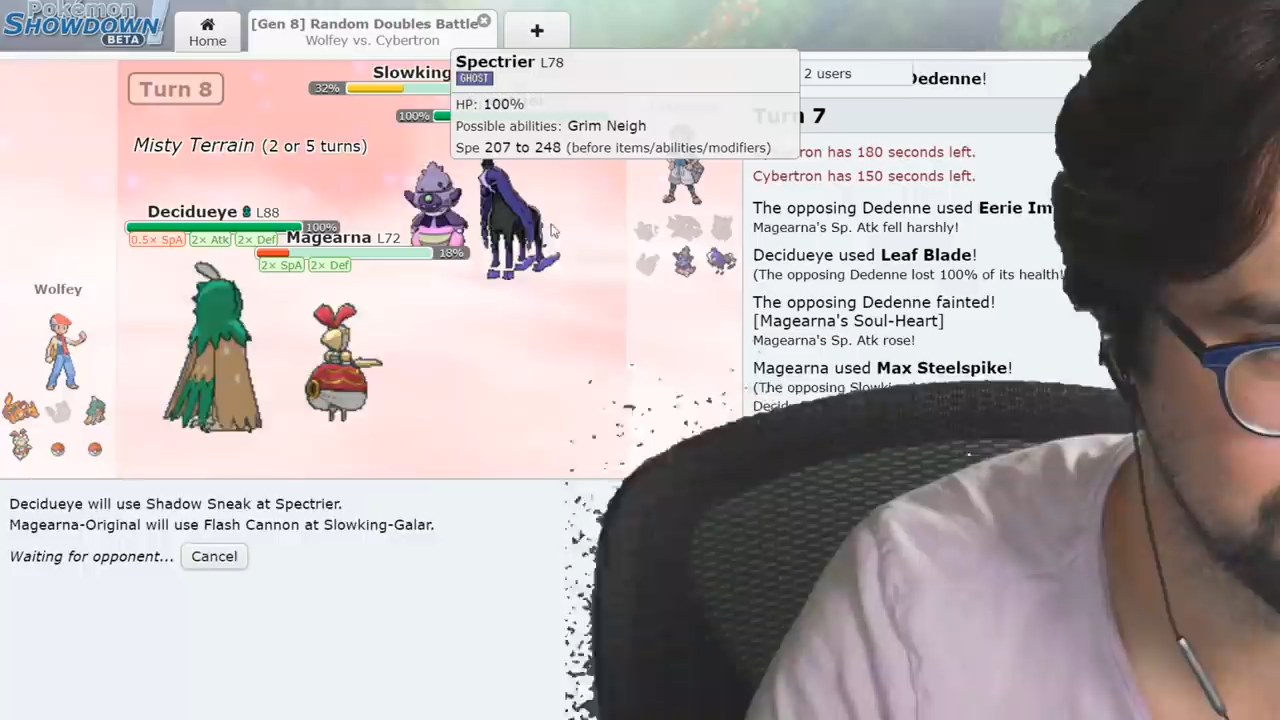 Pokémon
SHOWDOWN!
BETA
Home
[Gen 8] Random Doubles Battle
Wolfey vs. Cybertron
+
Turn 8
Misty Terrain (2 or 5 turns)
Slowking
32%
100%
Spectrier L78
GHOST
HP: 100%
Possible abilities: Grim Neigh
Spe 207 to 248 (before items/abilities/modifiers)
Decidueye L88
100%
0.5× SpA 2× Atk 2× Def
Magearna L72
18%
2× SpA 2× Def
Wolfey
2 users
Dedenne!
Turn 7
tron has 180 seconds left.
Cybertron has 150 seconds left.
The opposing Dedenne used Eerie Im
Magearna's Sp. Atk fell harshly!
Decidueye used Leaf Blade!
(The opposing Dedenne lost 100% of its health!
The opposing Dedenne fainted!
[Magearna's Soul-Heart]
Magearna's Sp. Atk rose!
Magearna used Max Steelspike!
(The opposing Slowki
Decid
Decidueye will use Shadow Sneak at Spectrier.
Magearna-Original will use Flash Cannon at Slowking-Galar.
Waiting for opponent... Cancel